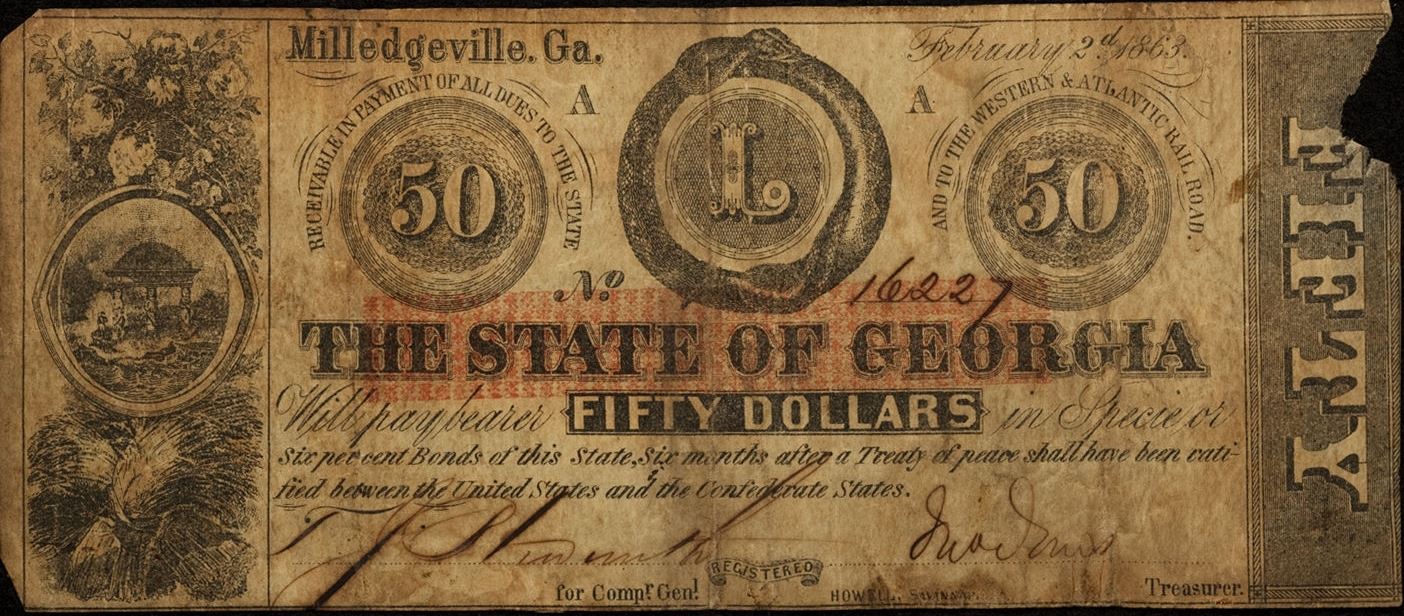 Milledgeville. Ga.
February 2d. 1863.
RECEIVABLE IN PAYMENT OF ALL DUES TO THE STATE
A
A
AND TO THE WESTERN & ATLANTIC RAIL ROAD.
50
L
50
No 16227
THE STATE OF GEORGIA
Will pay bearer FIFTY DOLLARS in Specie or
Six per cent Bonds of this State, Six months after a Treaty of peace shall have been rati-
fied between the United States and the Confederate States.
Jno Jones
REGISTERED
for Compr. Genl.
HOWELL,
Treasurer.
FIFTY